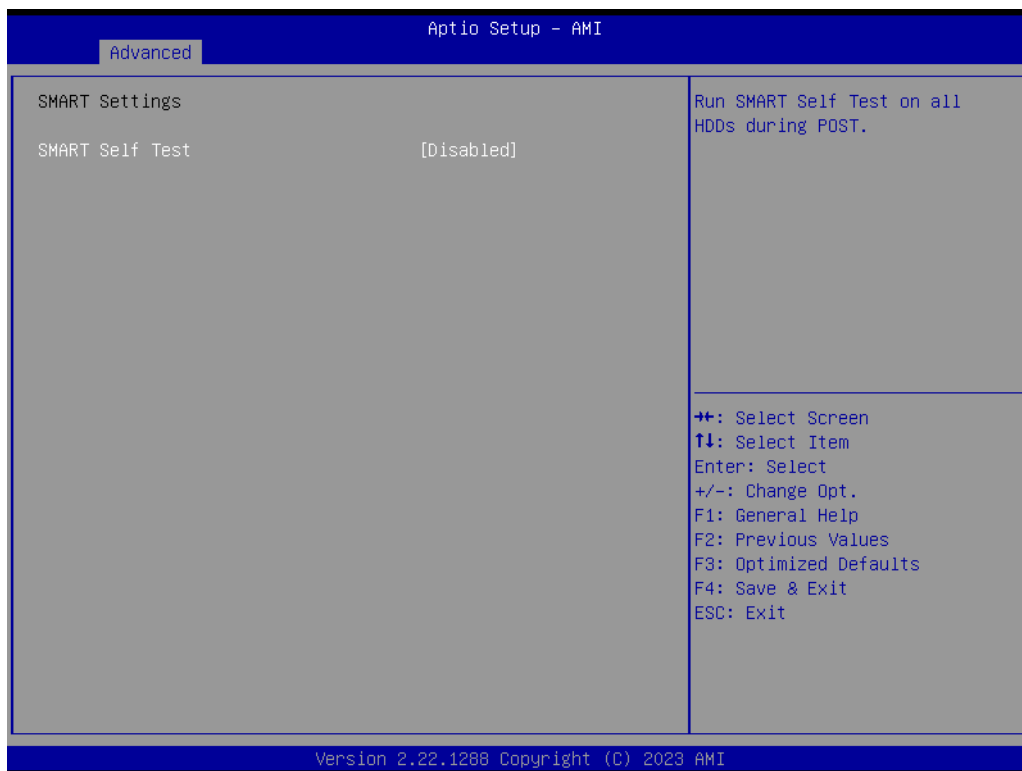 Aptio Setup – AMI
Advanced
SMART Settings
SMART Self Test [Disabled]
Run SMART Self Test on all
HDDs during POST.
→←: Select Screen
↑↓: Select Item
Enter: Select
+/-: Change Opt.
F1: General Help
F2: Previous Values
F3: Optimized Defaults
F4: Save & Exit
ESC: Exit
Version 2.22.1288 Copyright (C) 2023 AMI